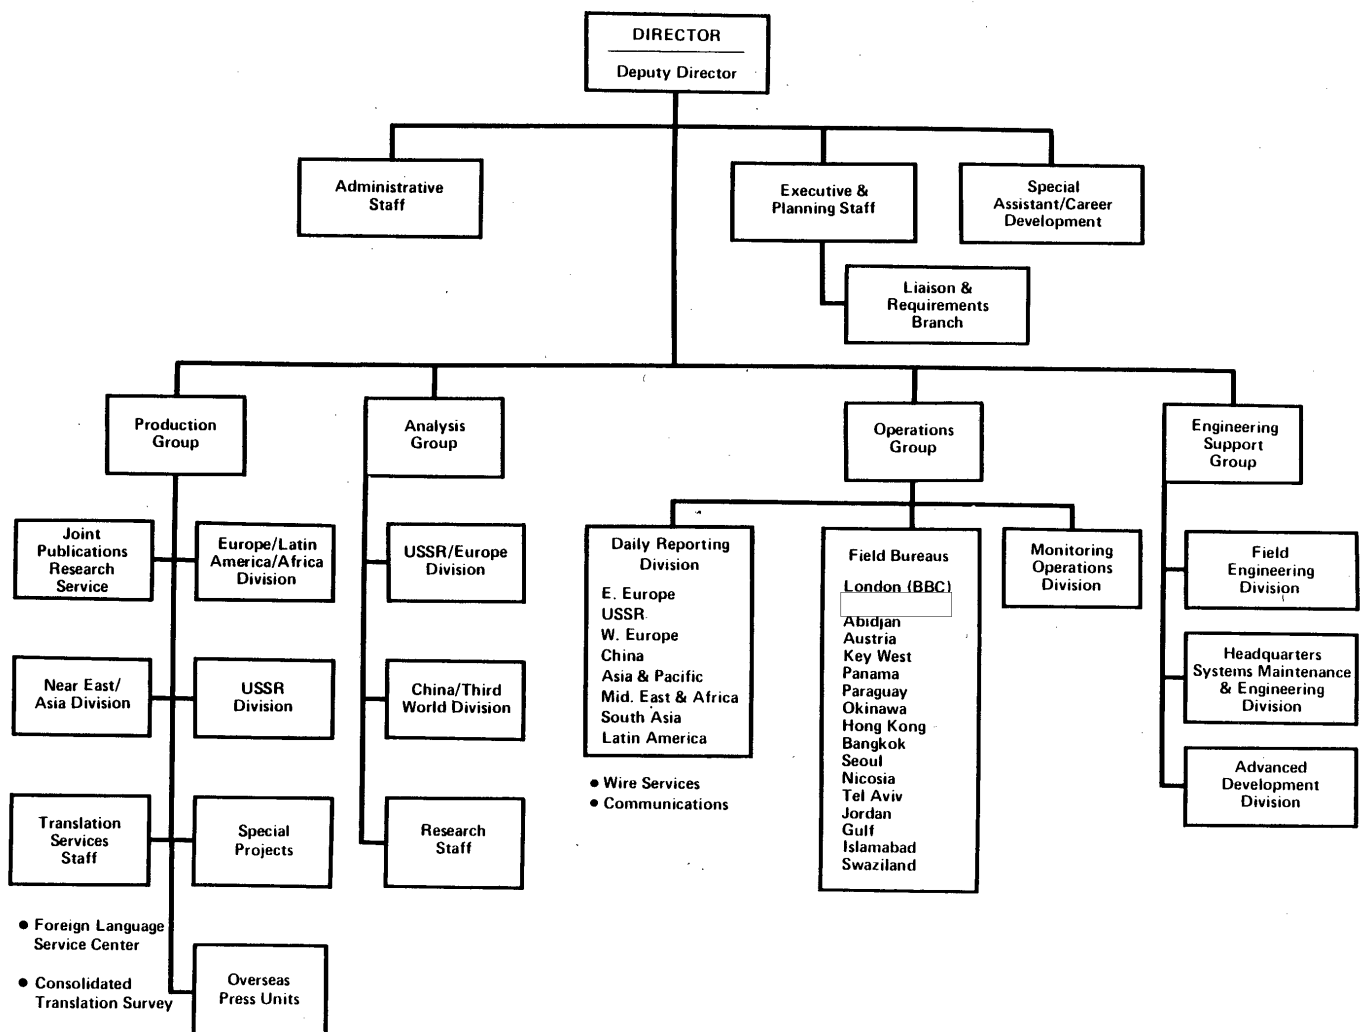 DIRECTOR
Deputy Director
Administrative
Staff
Executive &
Planning Staff
Special
Assistant/Career
Development
Liaison &
Requirements
Branch
Production
Group
Analysis
Group
Operations
Group
Engineering
Support
Group
Joint
Publications
Research
Service
Europe/Latin
America/Africa
Division
Near East/
Asia Division
USSR
Division
Translation
Services
Staff
Special
Projects
● Foreign Language
Service Center
● Consolidated
Translation Survey
Overseas
Press Units
USSR/Europe
Division
China/Third
World Division
Research
Staff
Daily Reporting
Division
E. Europe
USSR
W. Europe
China
Asia & Pacific
Mid. East & Africa
South Asia
Latin America
● Wire Services
● Communications
Field Bureaus
London (BBC)
Abidjan
Austria
Key West
Panama
Paraguay
Okinawa
Hong Kong
Bangkok
Seoul
Nicosia
Tel Aviv
Jordan
Gulf
Islamabad
Swaziland
Monitoring
Operations
Division
Field
Engineering
Division
Headquarters
Systems Maintenance
& Engineering
Division
Advanced
Development
Division